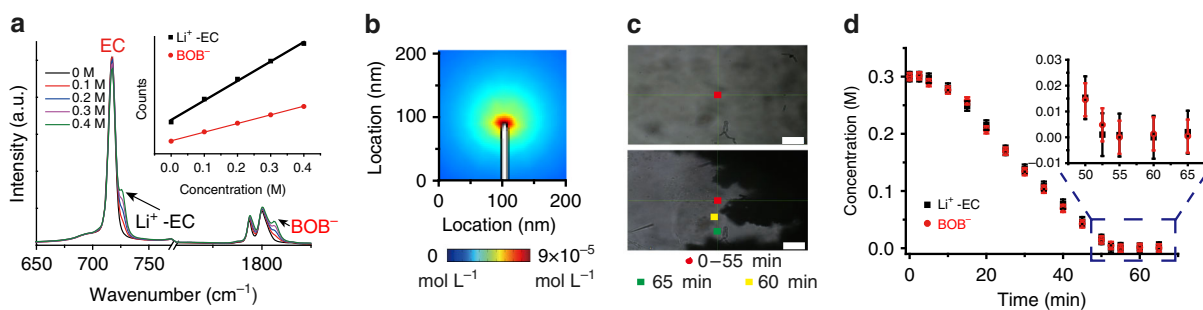 a
EC
0 M
0.1 M
0.2 M
0.3 M
0.4 M
Intensity (a.u.)
Li⁺ -EC
BOB⁻
650 700 750 1800
Wavenumber (cm⁻¹)
Li⁺ -EC
BOB⁻
Counts
0.0 0.1 0.2 0.3 0.4
Concentration (M)
b
200
150
100
50
0
Location (nm)
0 100 200
Location (nm)
0 9×10⁻⁵
mol L⁻¹ mol L⁻¹
c
0−55 min
65 min 60 min
d
0.3
0.2
0.1
0.0
Concentration (M)
Li⁺ -EC
BOB⁻
0 20 40 60
Time (min)
0.03
0.02
0.01
0.00
−0.01
50 55 60 65